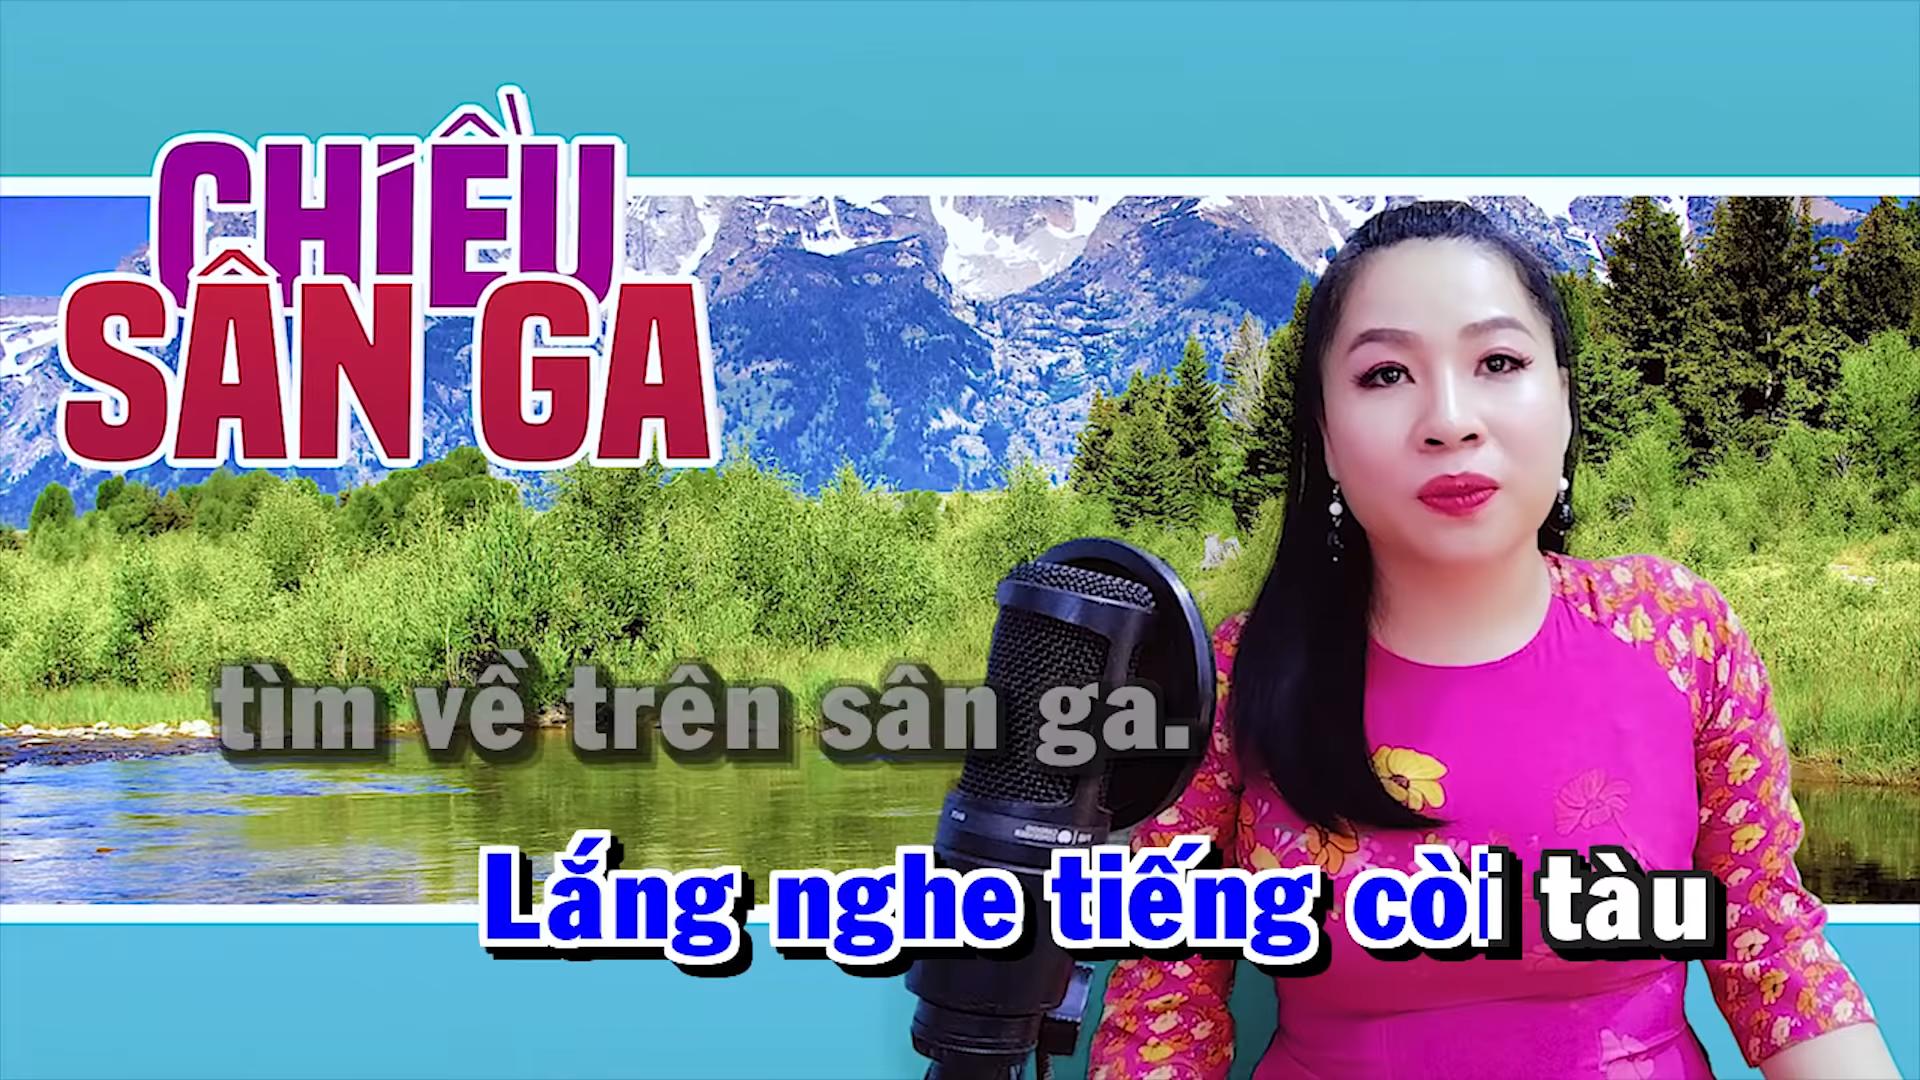 CHIỀU
SÂN GA
tìm về trên sân ga.
Lắng nghe tiếng còi tàu